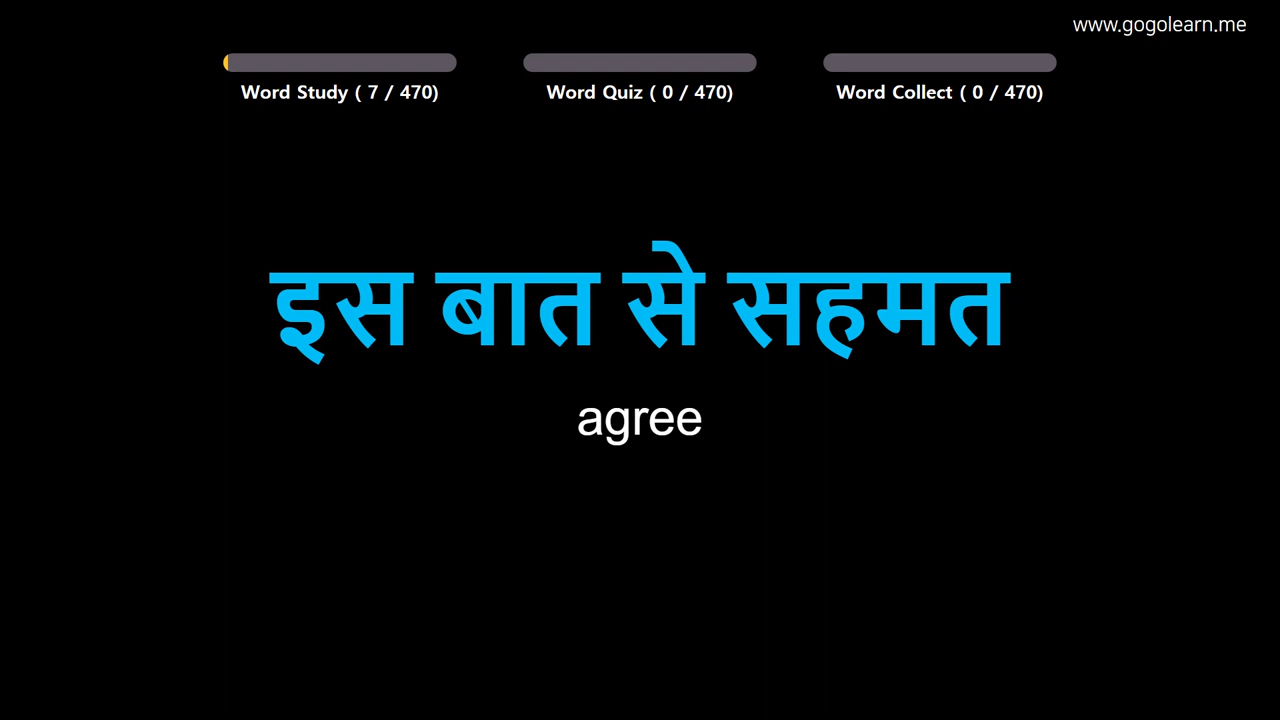 www.gogolearn.me
Word Study ( 7 / 470)
Word Quiz ( 0 / 470)
Word Collect ( 0 / 470)
इस बात से सहमत
agree